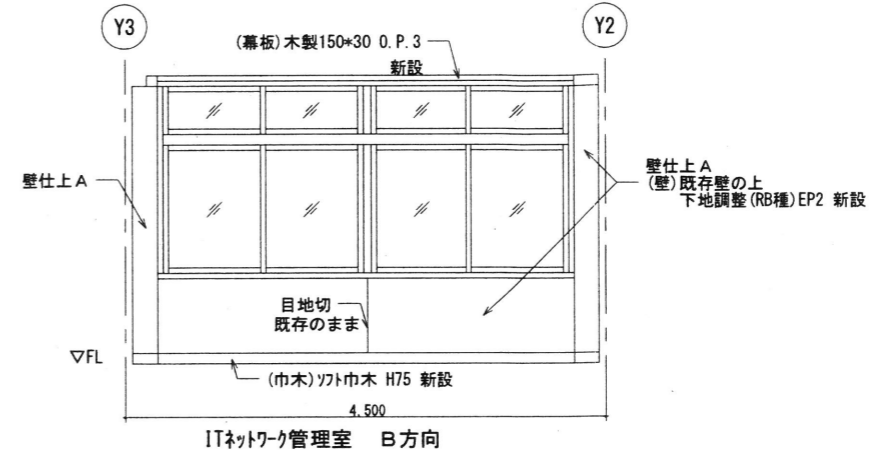 Y3
Y2
(幕板)木製150*30 O.P.3
新設
壁仕上A
壁仕上A
(壁)既存壁の上
下地調整(RB種)EP2 新設
目地切
既存のまま
▽FL
(巾木)ソフト巾木 H75 新設
4.500
ITネットワーク管理室 B方向